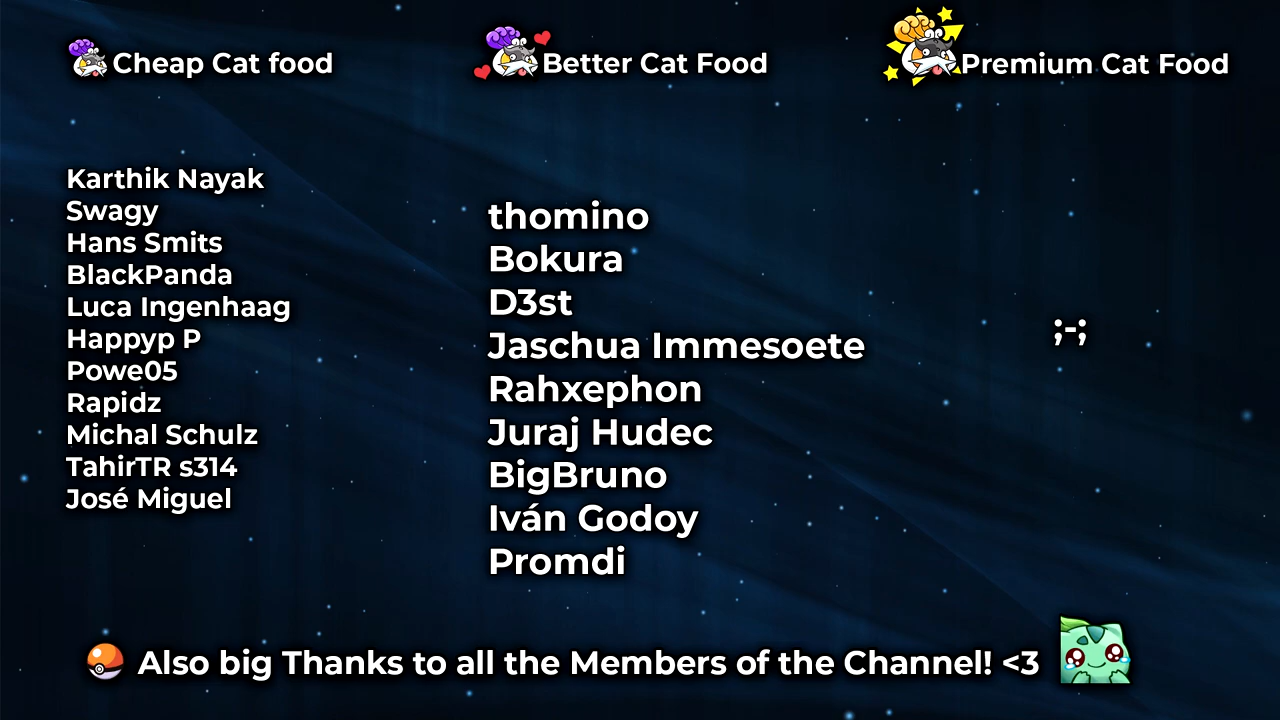 Cheap Cat food
Better Cat Food
Premium Cat Food
Karthik Nayak
Swagy
Hans Smits
BlackPanda
Luca Ingenhaag
Happyp P
Powe05
Rapidz
Michal Schulz
TahirTR s314
José Miguel
thomino
Bokura
D3st
Jaschua Immesoete
Rahxephon
Juraj Hudec
BigBruno
Iván Godoy
Promdi
;-;
Also big Thanks to all the Members of the Channel! <3